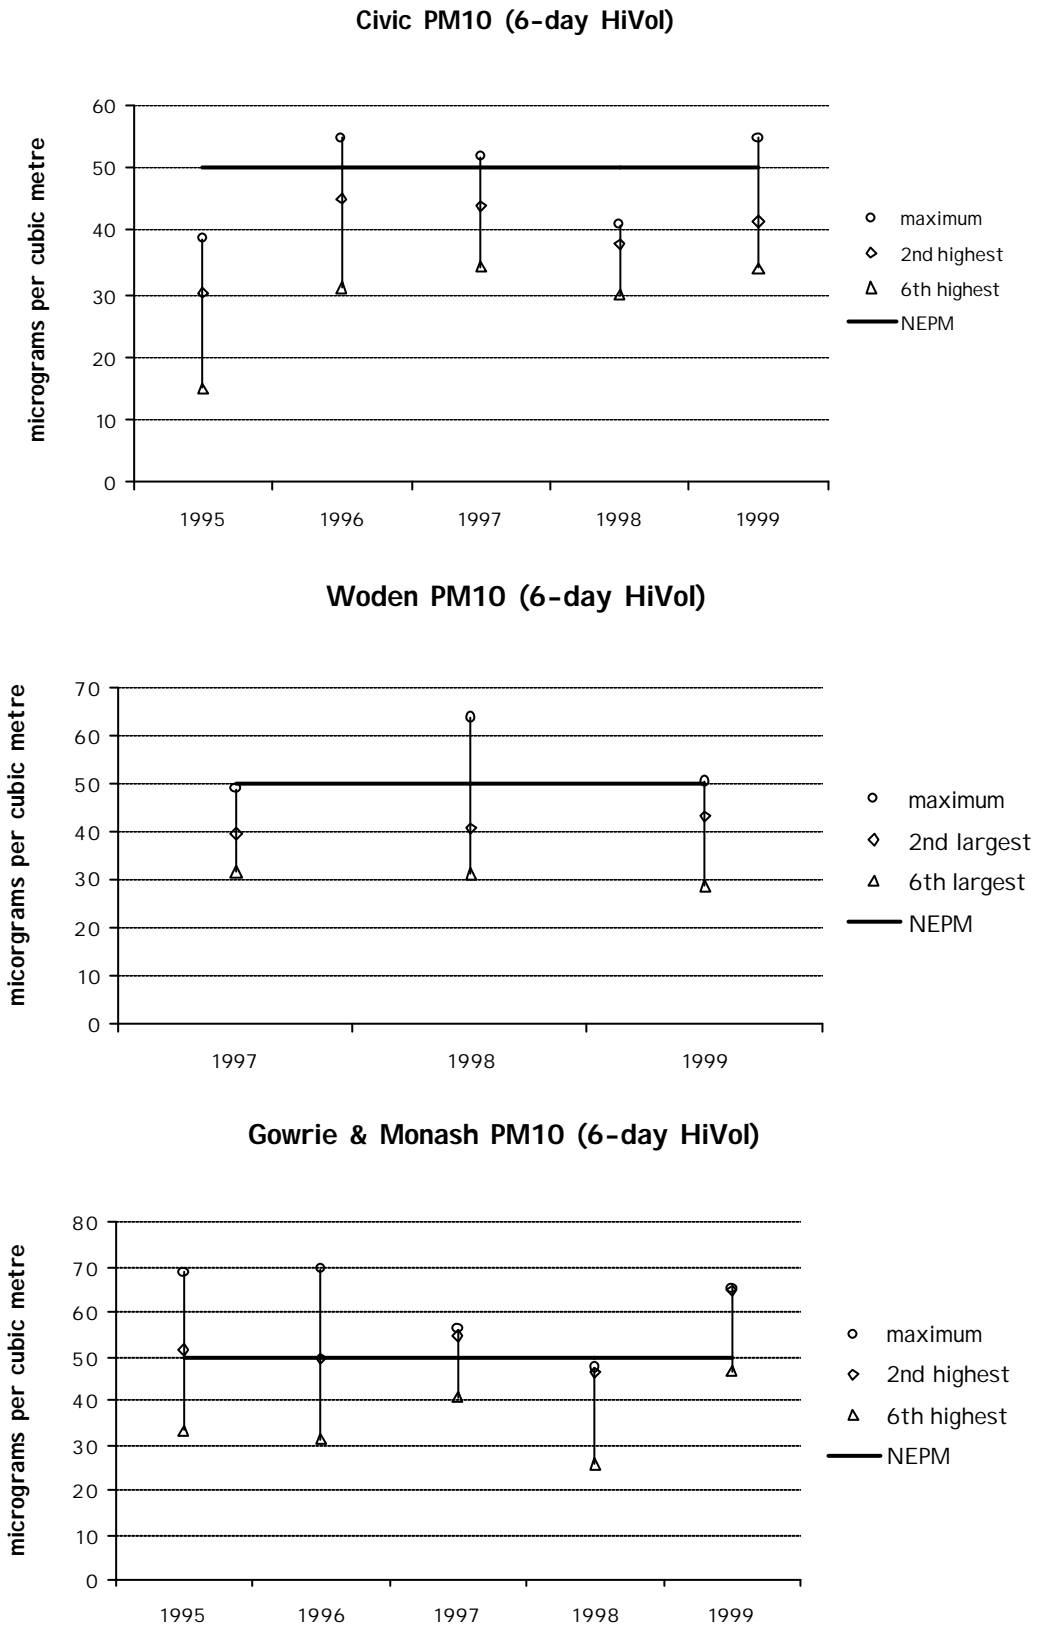 Civic PM10 (6-day HiVol)
micrograms per cubic metre
60
50
40
30
20
10
0
1995 1996 1997 1998 1999
maximum
2nd highest
6th highest
NEPM
Woden PM10 (6-day HiVol)
micorgrams per cubic metre
70
60
50
40
30
20
10
0
1997 1998 1999
maximum
2nd largest
6th largest
NEPM
Gowrie & Monash PM10 (6-day HiVol)
micrograms per cubic metre
80
70
60
50
40
30
20
10
0
1995 1996 1997 1998 1999
maximum
2nd highest
6th highest
NEPM